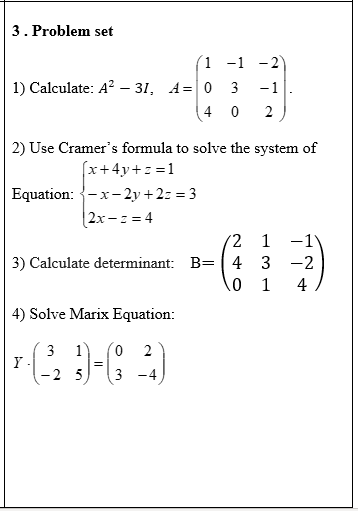 3 . Problem set
1) Calculate: A² – 3I, A = (1 -1 -2
0 3 -1
4 0 2).
2) Use Cramer's formula to solve the system of
Equation: {x + 4y + z = 1
-x - 2y + 2z = 3
2x - z = 4
3) Calculate determinant: B= (2 1 −1
4 3 −2
0 1 4)
4) Solve Marix Equation:
Y · (3 1
-2 5) = (0 2
3 -4)